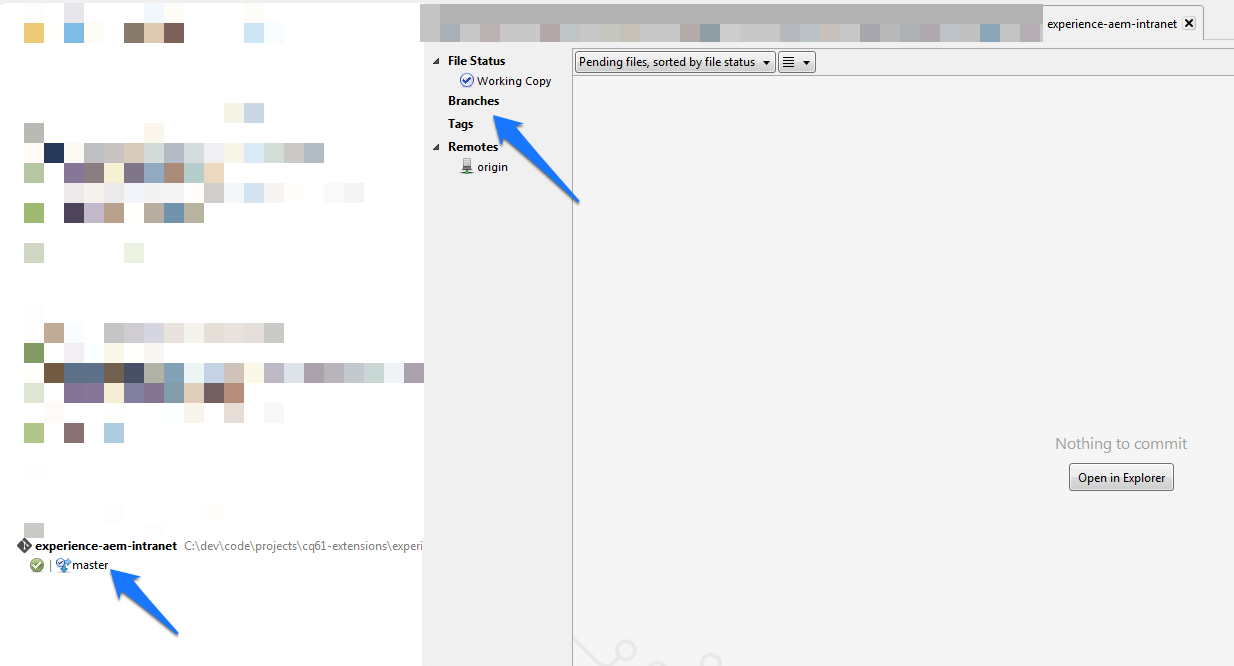 experience-aem-intranet
File Status
Pending files, sorted by file status
Working Copy
Branches
Tags
Remotes
origin
Nothing to commit
Open in Explorer
experience-aem-intranet C:\dev\code\projects\cq61-extensions\experi
master